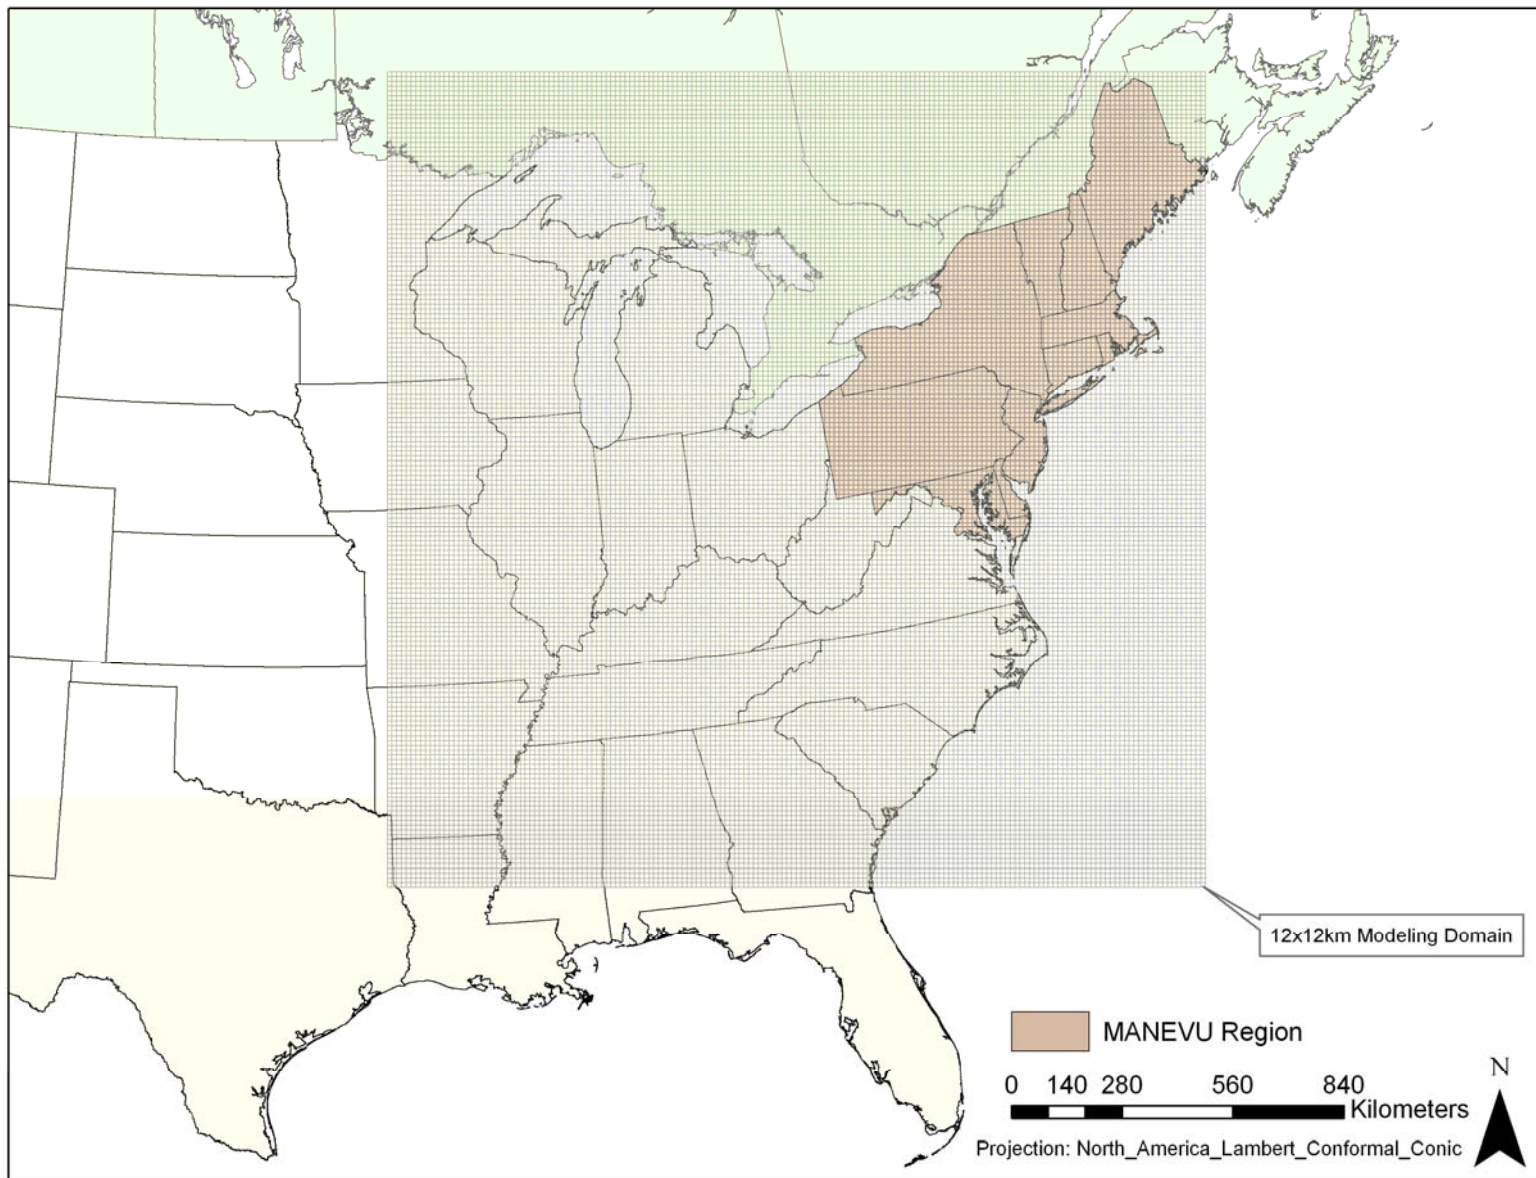 12x12km Modeling Domain
MANEVU Region
N
0 140 280 560 840
Kilometers
Projection: North_America_Lambert_Conformal_Conic